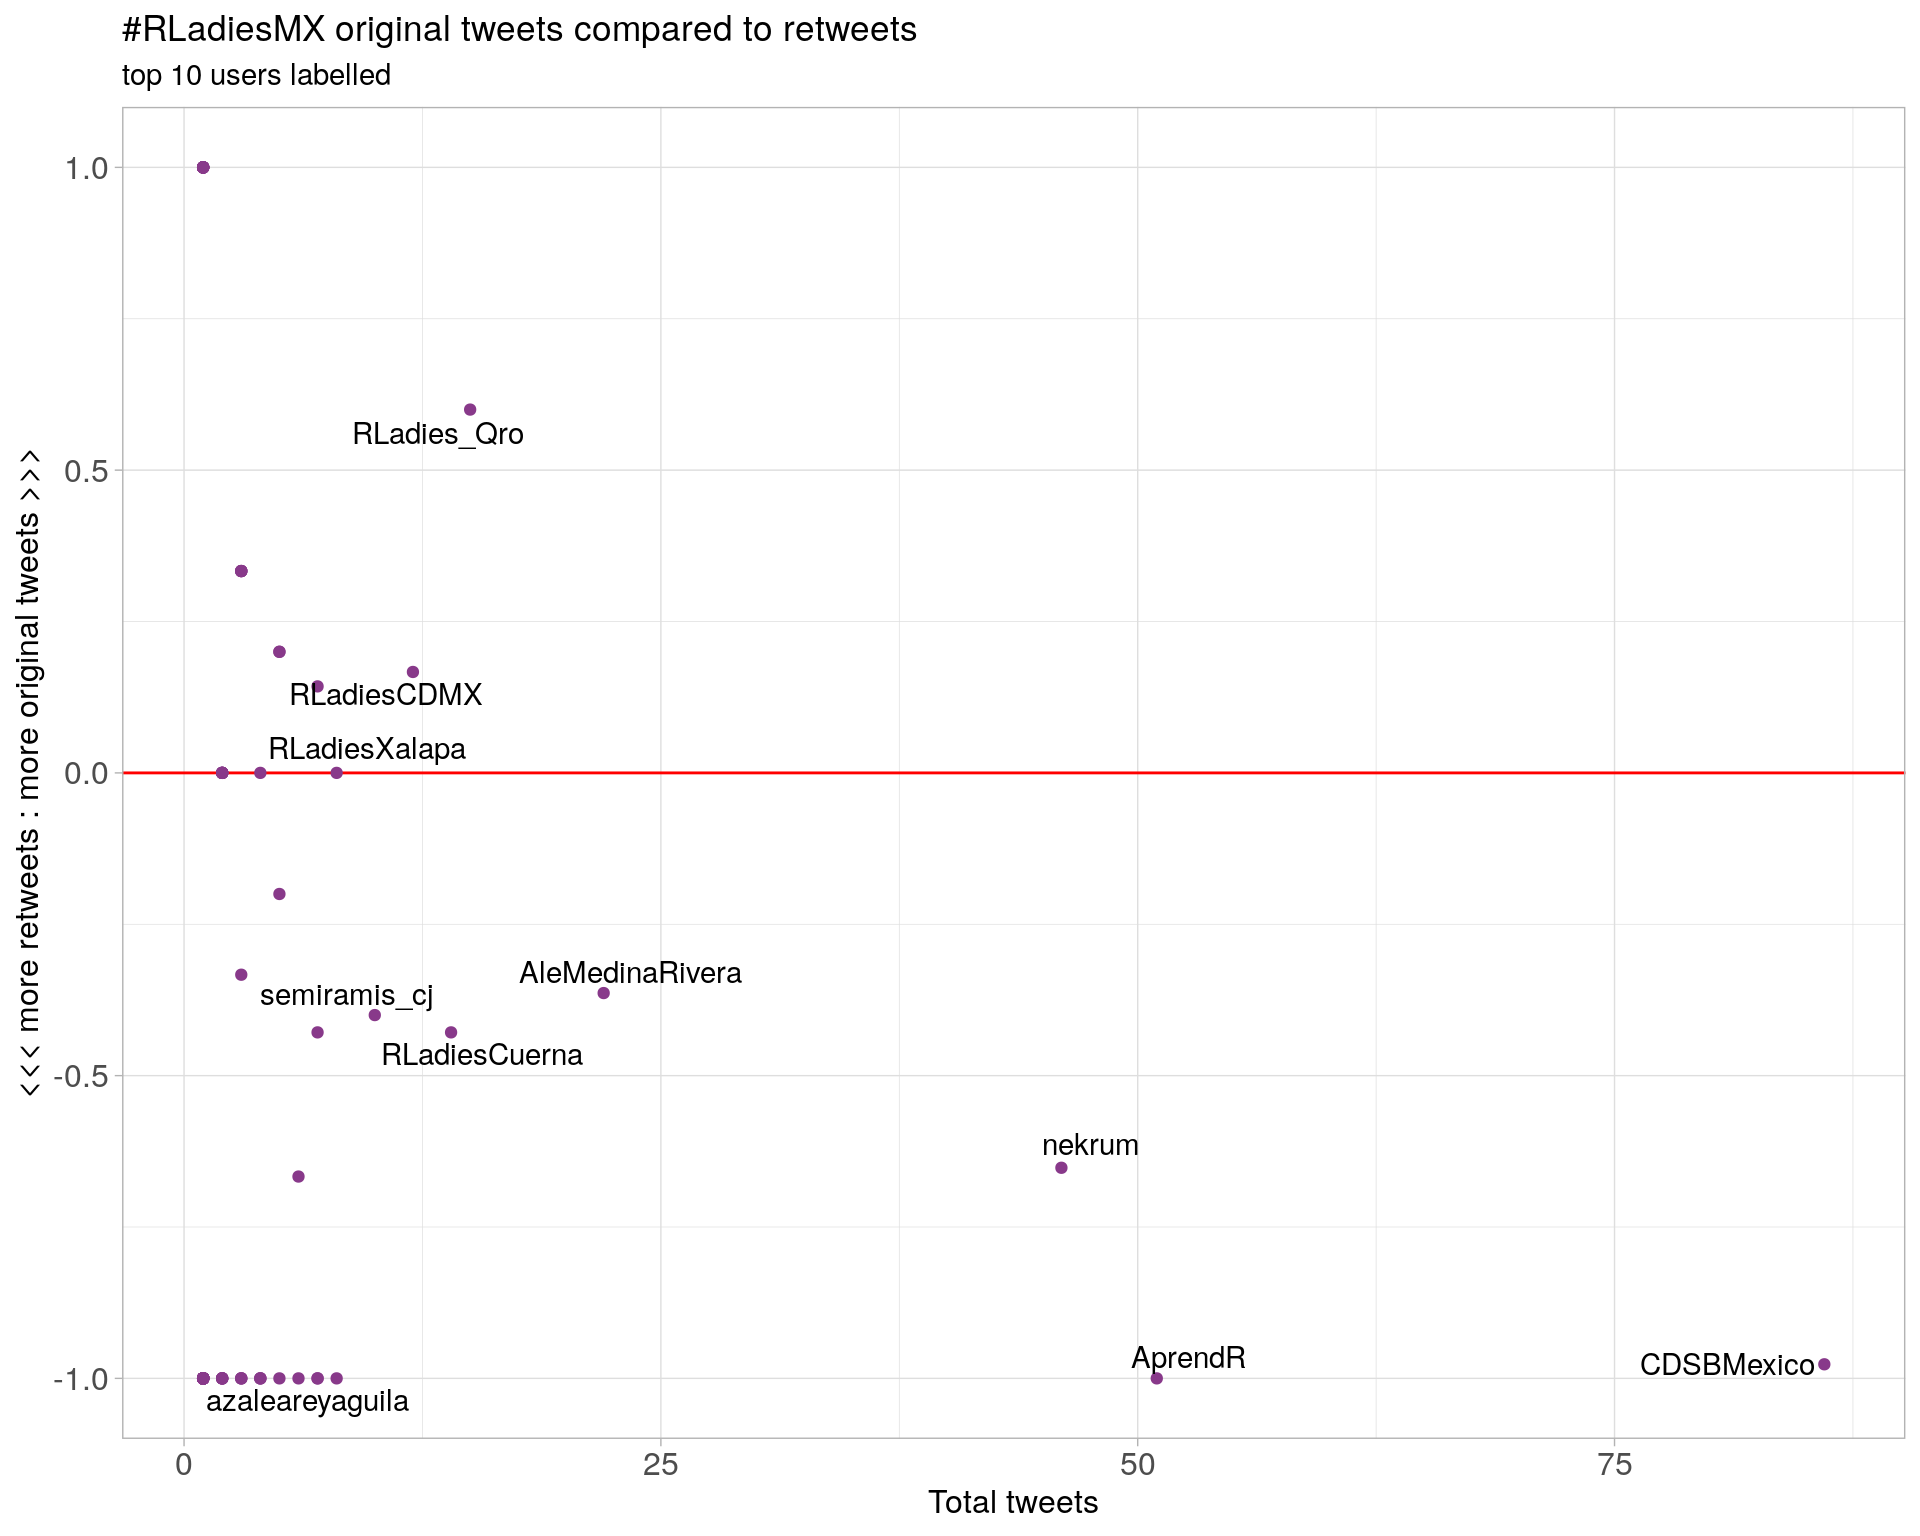 #RLadiesMX original tweets compared to retweets
top 10 users labelled
<<< more retweets : more original tweets >>>
1.0
0.5
0.0
-0.5
-1.0
RLadies_Qro
RLadiesCDMX
RLadiesXalapa
AleMedinaRivera
semiramis_cj
RLadiesCuerna
nekrum
AprendR
CDSBMexico
azaleareyaguila
0 25 50 75
Total tweets